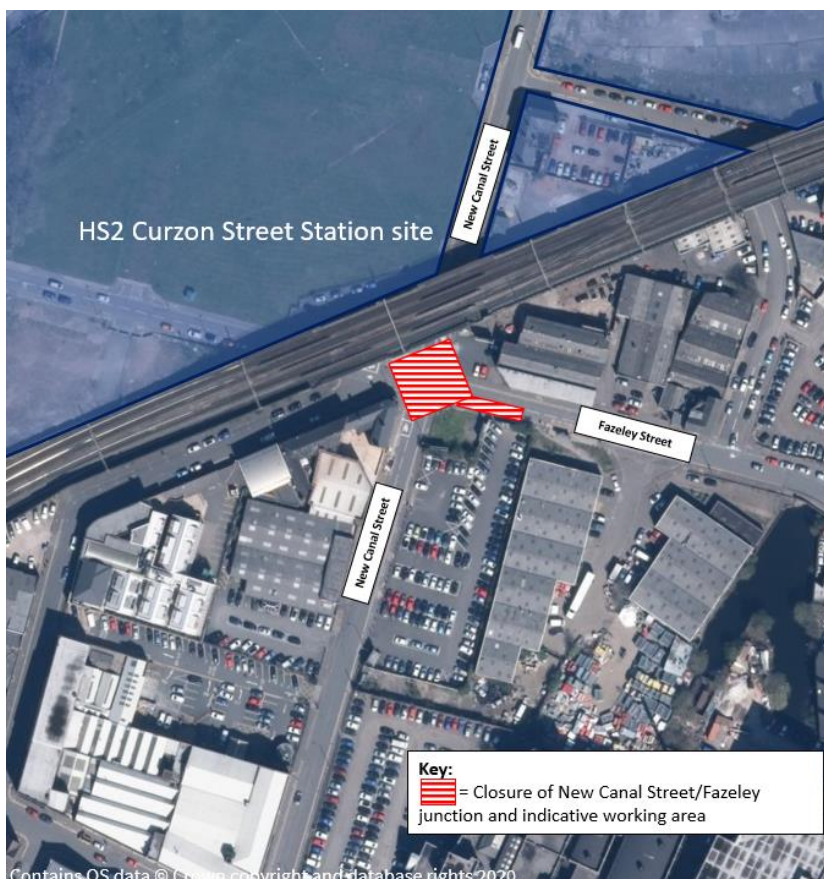 New Canal Street
HS2 Curzon Street Station site
Fazeley Street
New Canal Street
Key:
= Closure of New Canal Street/Fazeley
junction and indicative working area
Contains OS data © Crown copyright and database rights 2020